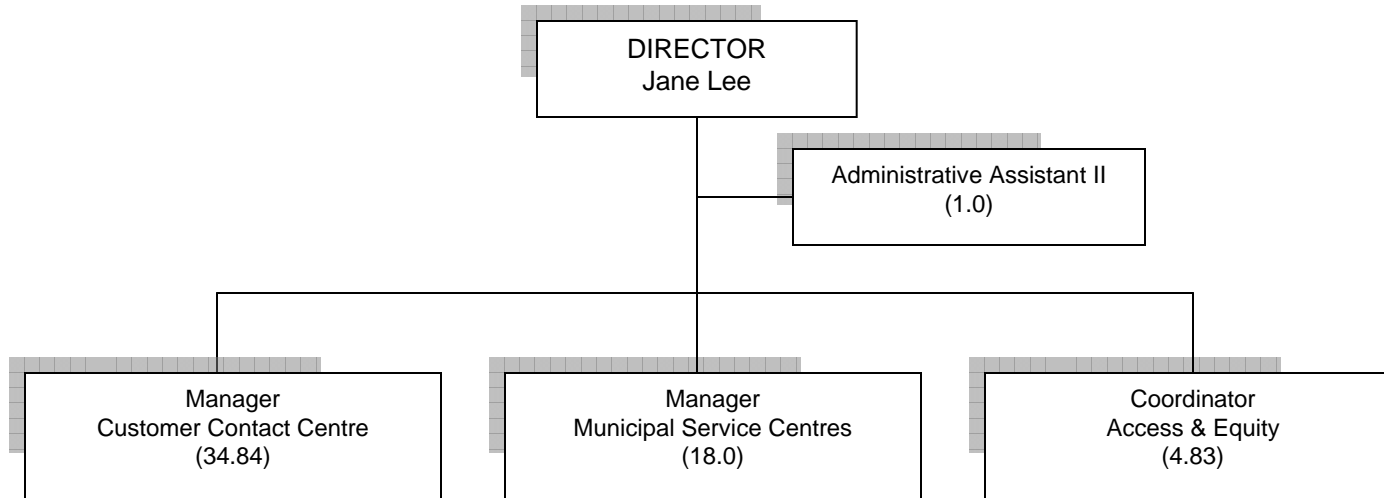 DIRECTOR
Jane Lee
Administrative Assistant II
(1.0)
Manager
Customer Contact Centre
(34.84)
Manager
Municipal Service Centres
(18.0)
Coordinator
Access & Equity
(4.83)